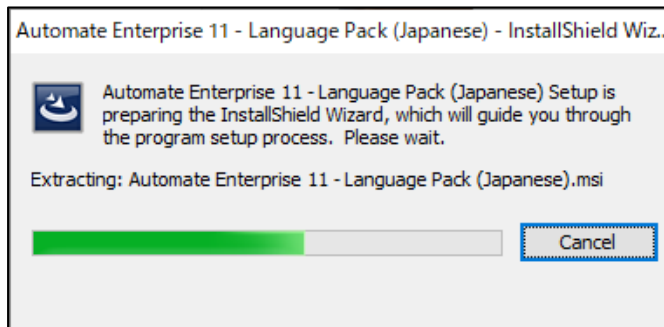 Automate Enterprise 11 - Language Pack (Japanese) - InstallShield Wiz...
Automate Enterprise 11 - Language Pack (Japanese) Setup is
preparing the InstallShield Wizard, which will guide you through
the program setup process. Please wait.
Extracting: Automate Enterprise 11 - Language Pack (Japanese).msi
Cancel